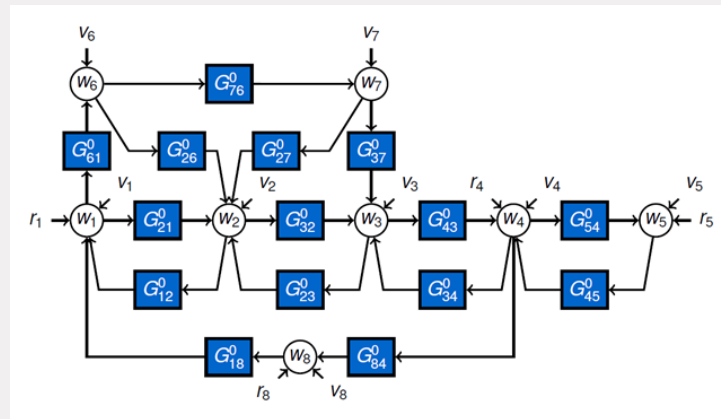 v₆ v₇
w₆ G⁰₇₆ w₇
G⁰₆₁ v₁ G⁰₂₆ v₂ G⁰₂₇ G⁰₃₇ v₃ r₄ v₄ v₅
r₁ w₁ G⁰₂₁ w₂ G⁰₃₂ w₃ G⁰₄₃ w₄ G⁰₅₄ w₅ r₅
G⁰₁₂ G⁰₂₃ G⁰₃₄ G⁰₄₅
G⁰₁₈ w₈ G⁰₈₄
r₈ v₈